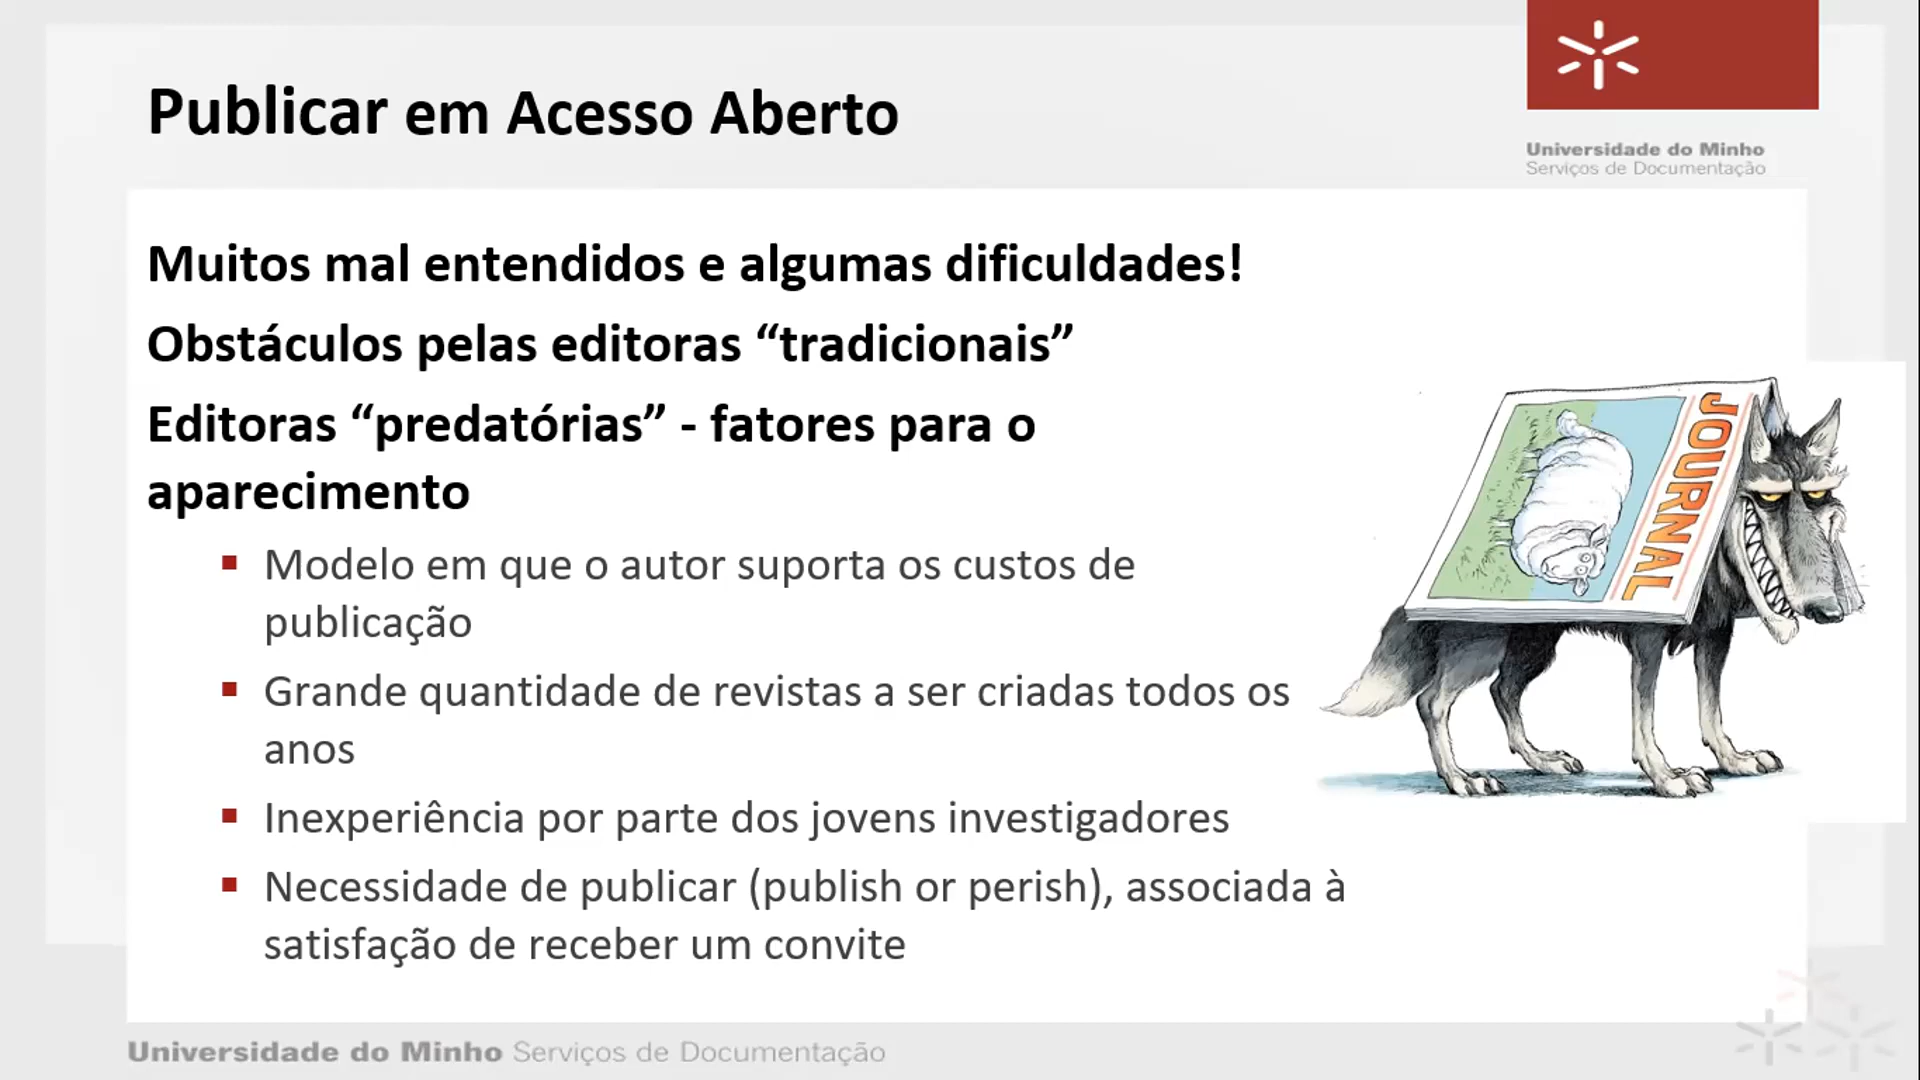 Publicar em Acesso Aberto
Universidade do Minho
Serviços de Documentação
Muitos mal entendidos e algumas dificuldades!
Obstáculos pelas editoras “tradicionais”
Editoras “predatórias” - fatores para o
aparecimento
Modelo em que o autor suporta os custos de
publicação
Grande quantidade de revistas a ser criadas todos os
anos
Inexperiência por parte dos jovens investigadores
Necessidade de publicar (publish or perish), associada à
satisfação de receber um convite
JOURNAL
Universidade do Minho Serviços de Documentação